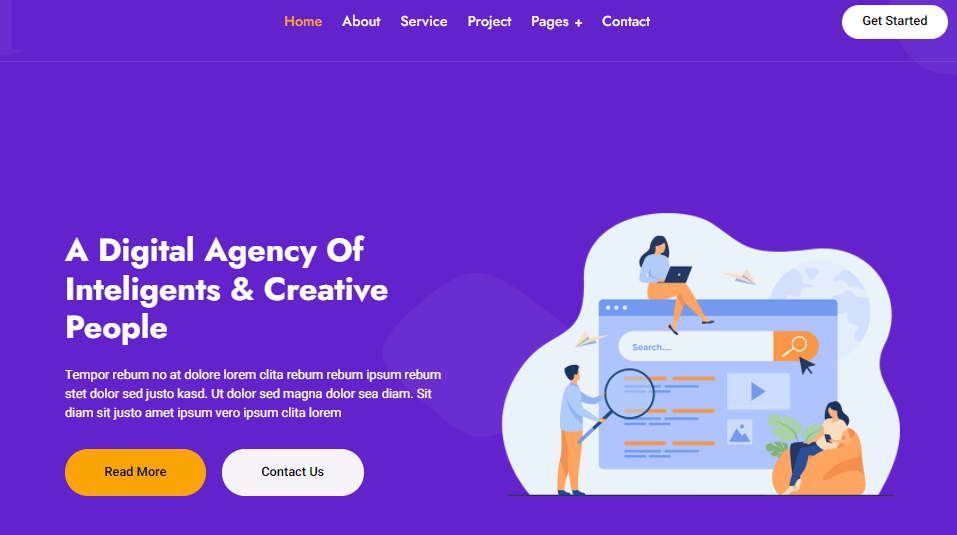 Home About Service Project Pages + Contact Get Started
A Digital Agency Of
Inteligents & Creative
People
Tempor rebum no at dolore lorem clita rebum rebum ipsum rebum
stet dolor sed justo kasd. Ut dolor sed magna dolor sea diam. Sit
diam sit justo amet ipsum vero ipsum clita lorem
Read More Contact Us
Search....